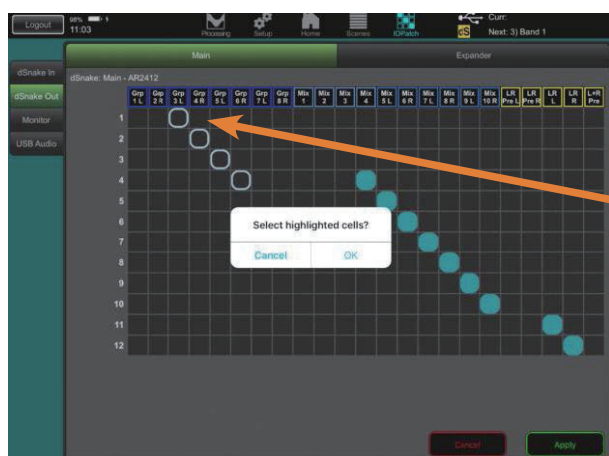 Logout
98%
11:03
Processing
Setup
Home
Scenes
IOPatch
cS
Curr:
Next: 3) Band 1
Main
Expander
dSnake In
dSnake Out
Monitor
USB Audio
dSnake: Main - AR2412
Grp Grp Grp Grp Grp Grp Grp Grp Mix Mix Mix Mix Mix Mix Mix Mix Mix Mix LR LR LR LR L+R
1 L 2 R 3 L 4 R 5 L 6 R 7 L 8 R 1 2 3 4 5 L 6 R 7 L 8 R 9 L 10 R Pre L Pre R L R Pre
1
2
3
4
5
6
7
8
9
10
11
12
Select highlighted cells?
Cancel OK
Cancel
Apply